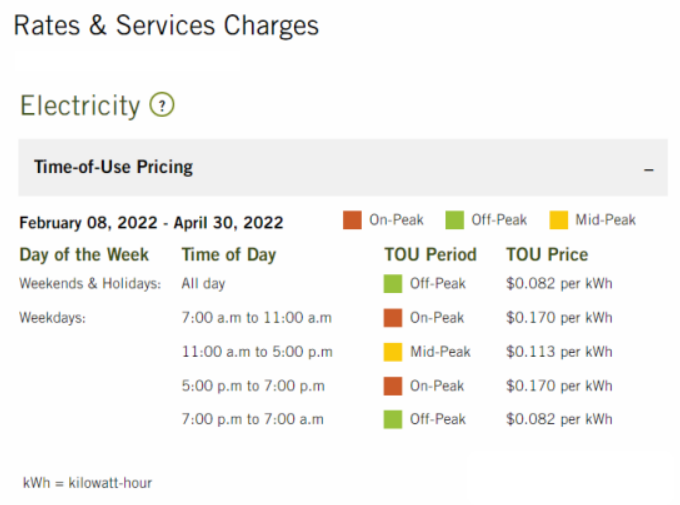 Rates & Services Charges
Electricity ?
Time-of-Use Pricing –
February 08, 2022 - April 30, 2022 On-Peak Off-Peak Mid-Peak
Day of the Week Time of Day TOU Period TOU Price
Weekends & Holidays: All day Off-Peak $0.082 per kWh
Weekdays: 7:00 a.m to 11:00 a.m On-Peak $0.170 per kWh
11:00 a.m to 5:00 p.m Mid-Peak $0.113 per kWh
5:00 p.m to 7:00 p.m On-Peak $0.170 per kWh
7:00 p.m to 7:00 a.m Off-Peak $0.082 per kWh
kWh = kilowatt-hour